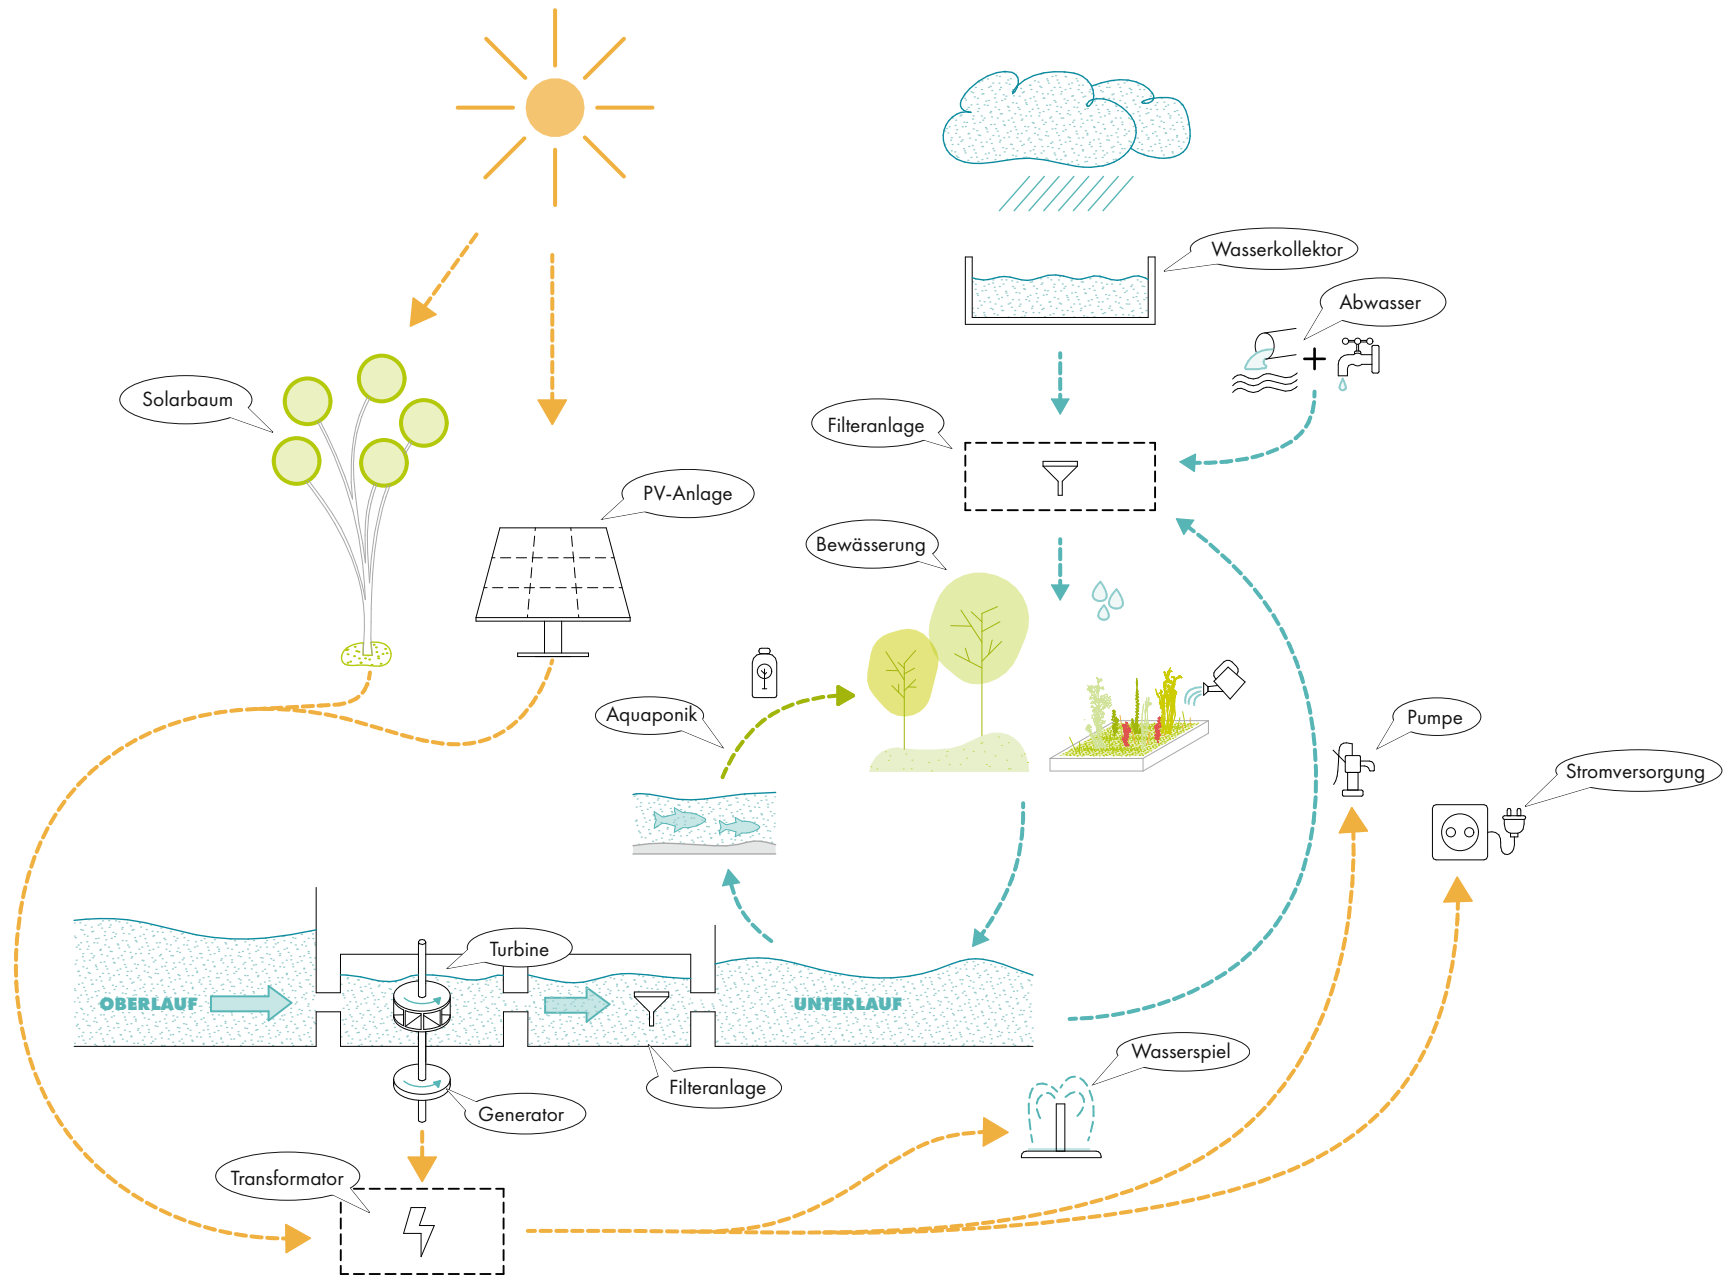 Wasserkollektor
Abwasser
Solarbaum
Filteranlage
PV-Anlage
Bewässerung
Aquaponik
Pumpe
Stromversorgung
Turbine
OBERLAUF
UNTERLAUF
Wasserspiel
Filteranlage
Generator
Transformator